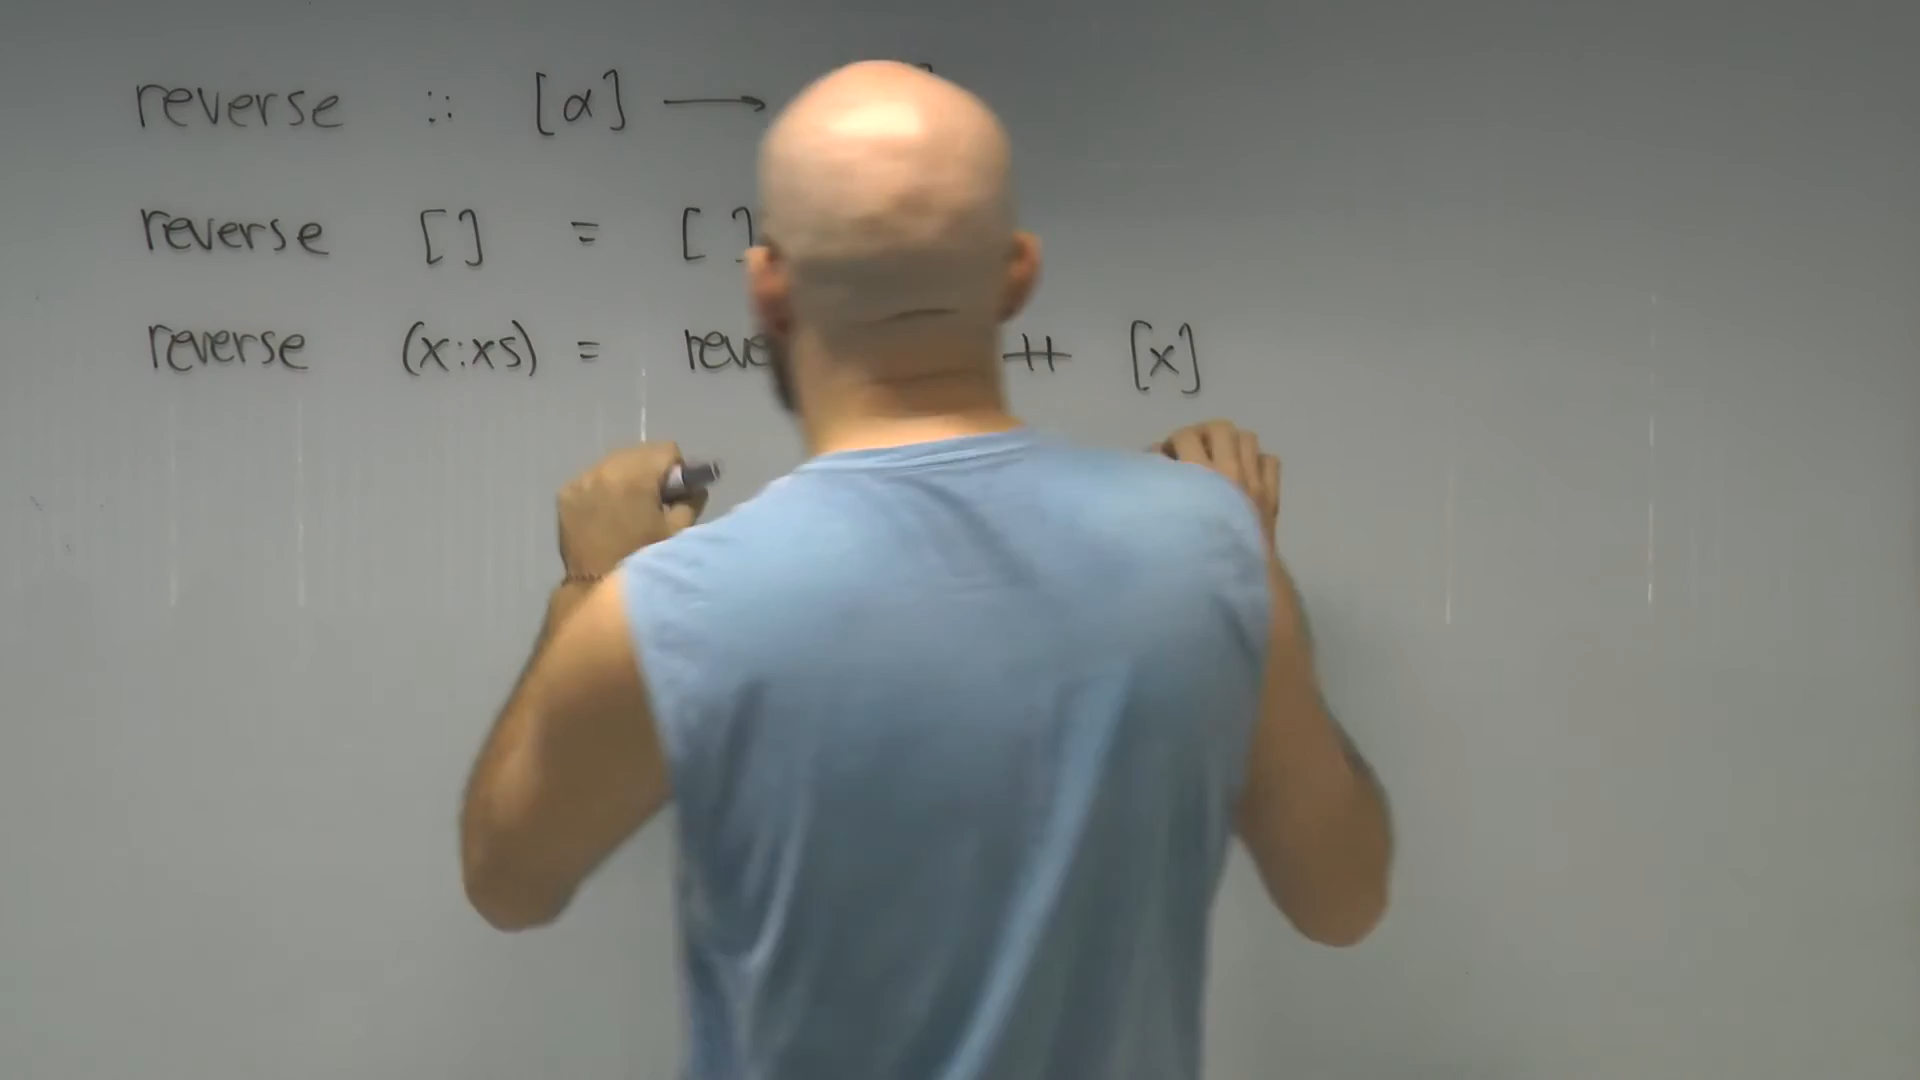 reverse :: [α] →
reverse [] = []
reverse (x:xs) = reve ++ [x]